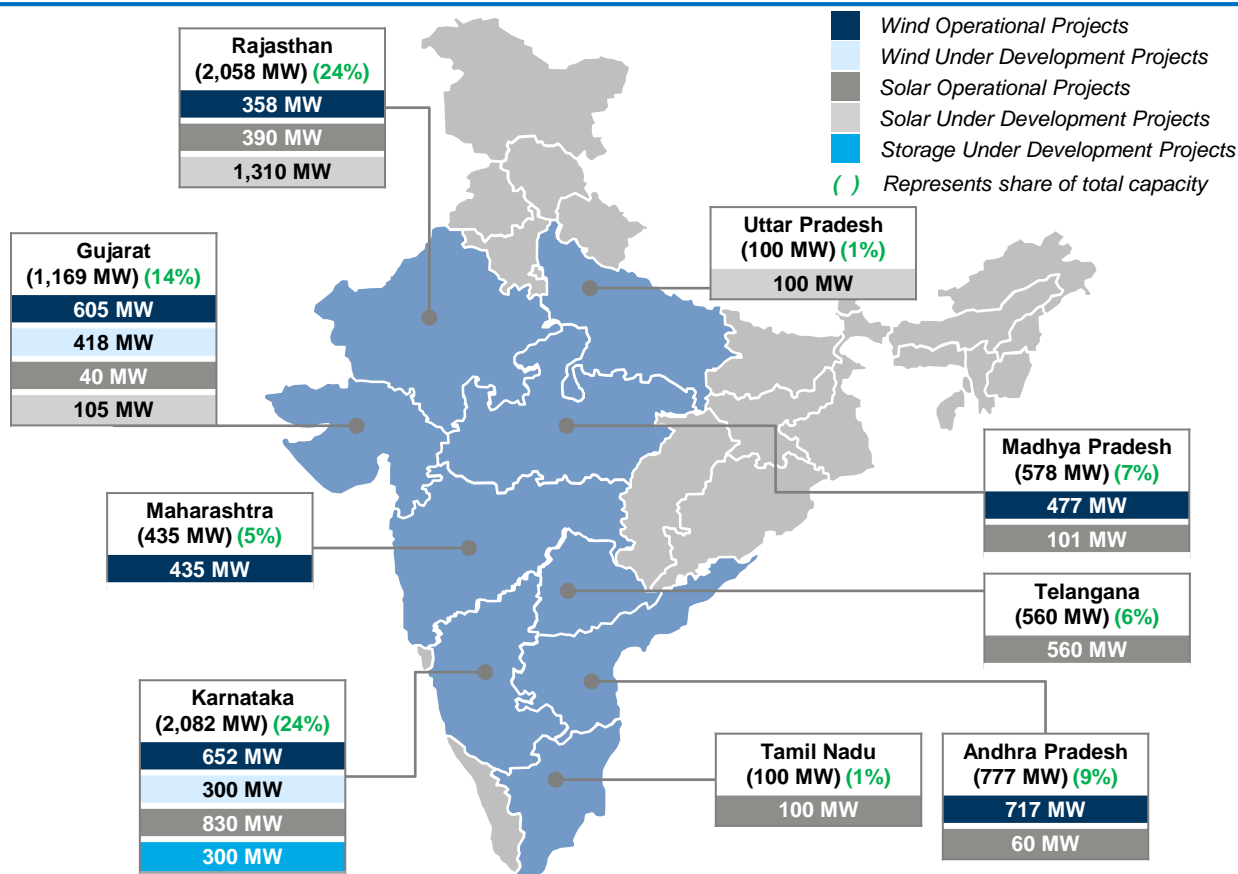 Wind Operational Projects
Wind Under Development Projects
Solar Operational Projects
Solar Under Development Projects
Storage Under Development Projects
( ) Represents share of total capacity
Rajasthan
(2,058 MW) (24%)
358 MW
390 MW
1,310 MW
Uttar Pradesh
(100 MW) (1%)
100 MW
Gujarat
(1,169 MW) (14%)
605 MW
418 MW
40 MW
105 MW
Madhya Pradesh
(578 MW) (7%)
477 MW
101 MW
Maharashtra
(435 MW) (5%)
435 MW
Telangana
(560 MW) (6%)
560 MW
Karnataka
(2,082 MW) (24%)
652 MW
300 MW
830 MW
300 MW
Tamil Nadu
(100 MW) (1%)
100 MW
Andhra Pradesh
(777 MW) (9%)
717 MW
60 MW